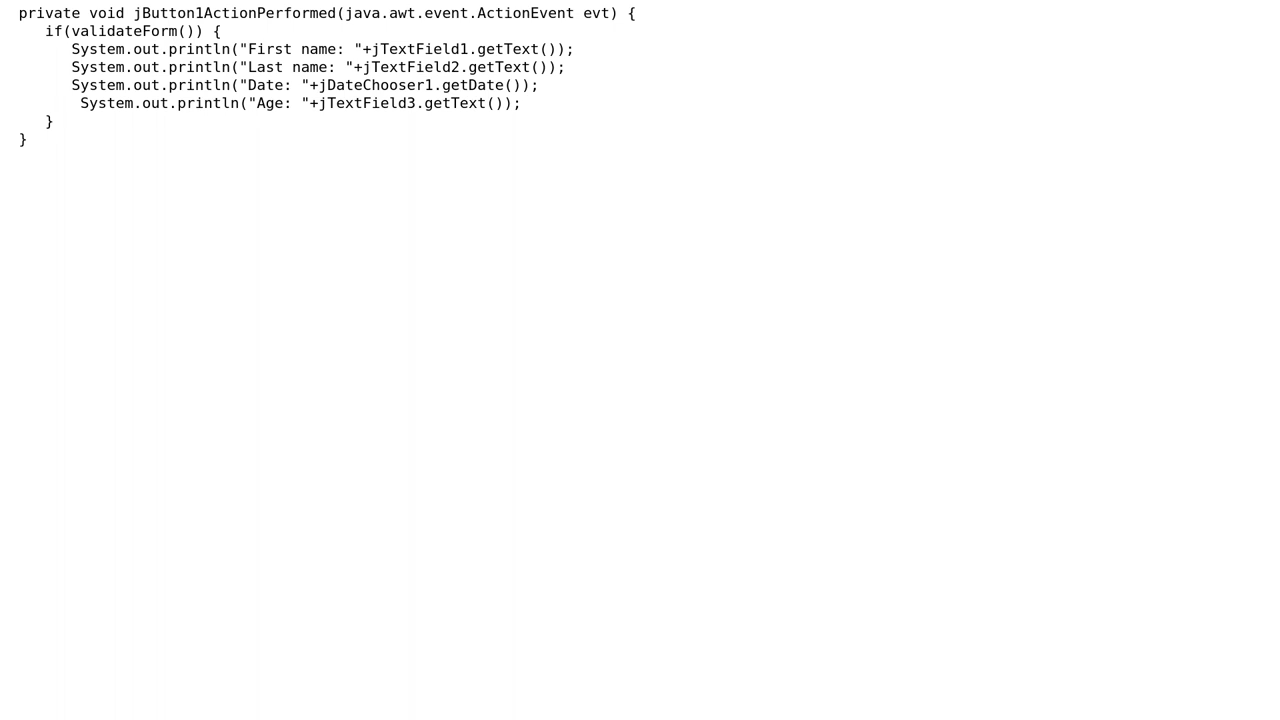 private void jButton1ActionPerformed(java.awt.event.ActionEvent evt) {
   if(validateForm()) {
      System.out.println("First name: "+jTextField1.getText());
      System.out.println("Last name: "+jTextField2.getText());
      System.out.println("Date: "+jDateChooser1.getDate());
       System.out.println("Age: "+jTextField3.getText());
   }
}